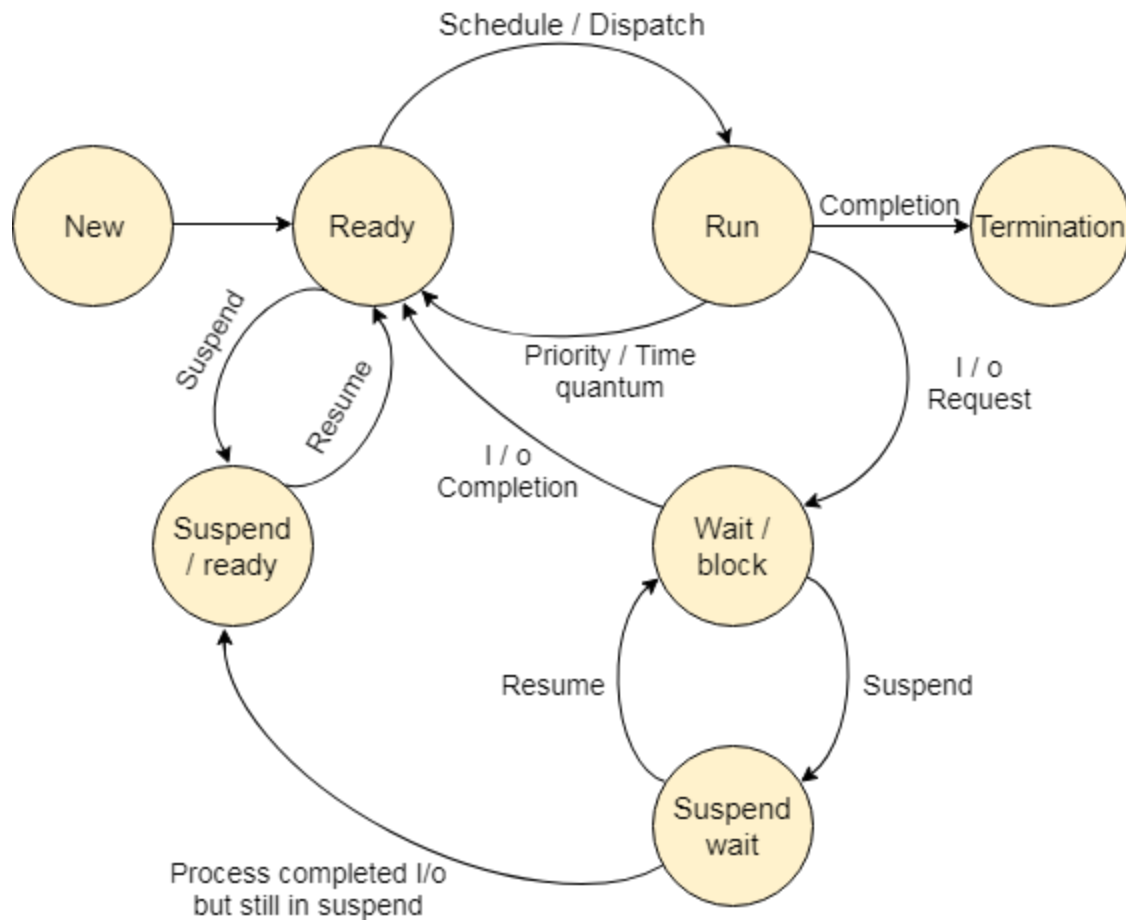 Schedule / Dispatch
New
Ready
Run
Completion
Termination
Suspend
Resume
Priority / Time
quantum
I / o
Request
I / o
Completion
Suspend
/ ready
Wait /
block
Resume
Suspend
Suspend
wait
Process completed I/o
but still in suspend